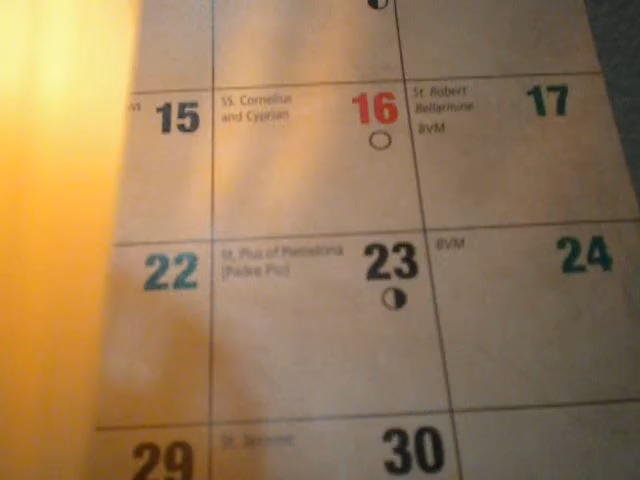 15
SS. Cornelius
and Cyprian
16
St. Robert
Bellarmine
BVM
17
22
St. Pius of Pietrelcina
(Padre Pio)
23
BVM
24
29
St. Jerome
30